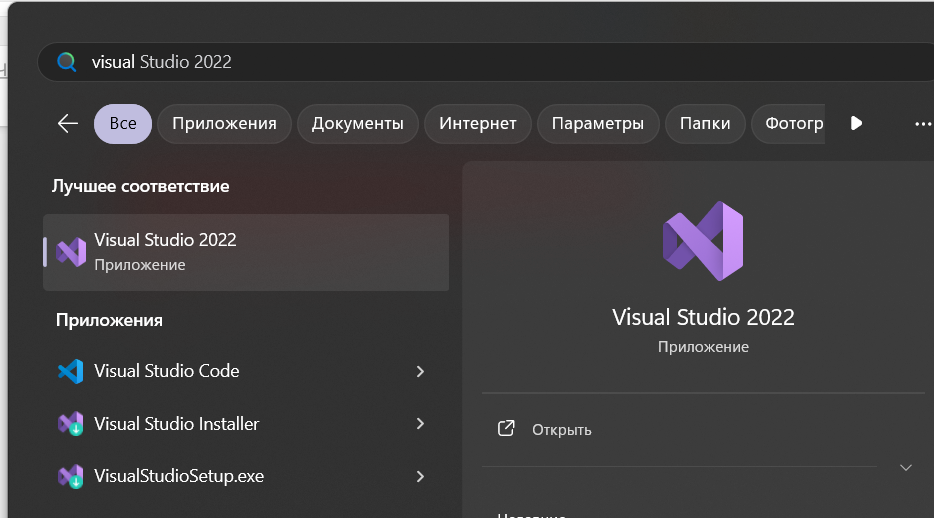 visual Studio 2022
Все
Приложения
Документы
Интернет
Параметры
Папки
Фотогр
Лучшее соответствие
Visual Studio 2022
Приложение
Приложения
Visual Studio Code
Visual Studio Installer
VisualStudioSetup.exe
Visual Studio 2022
Приложение
Открыть